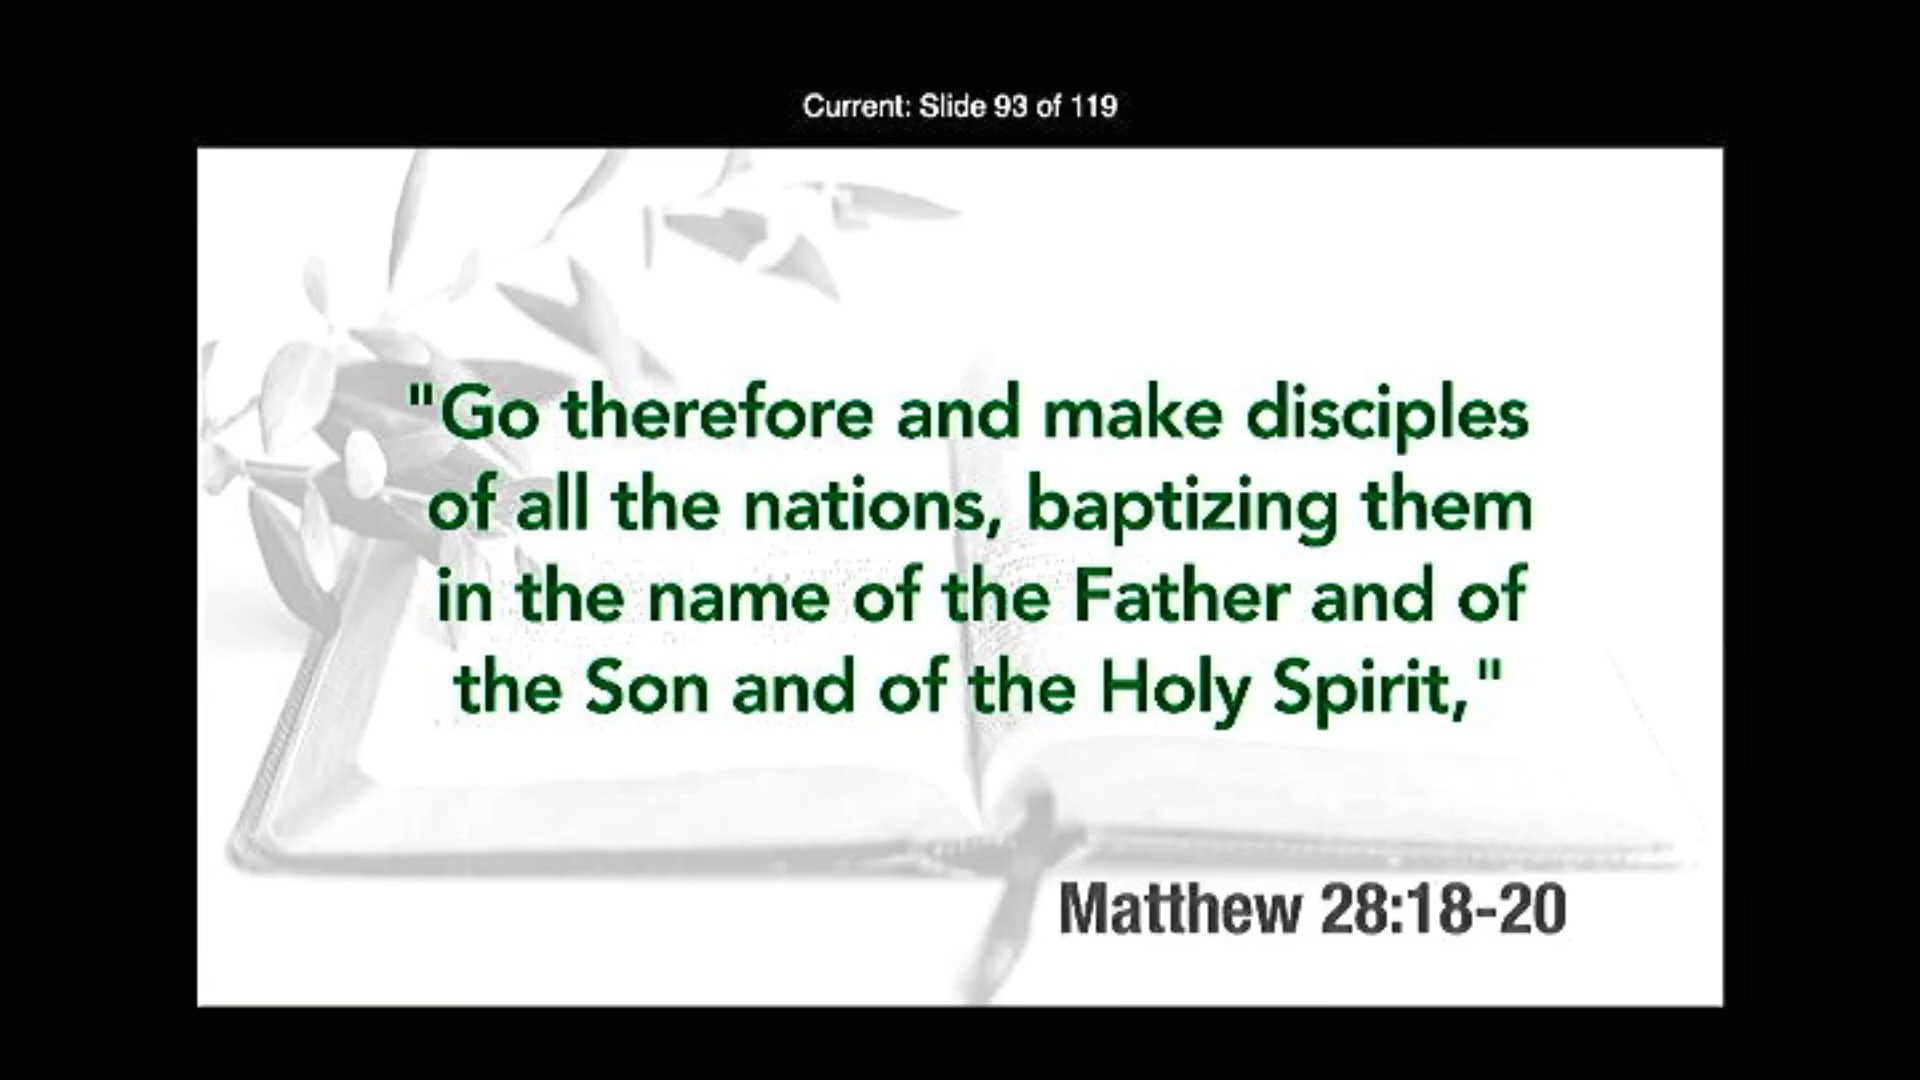 Current: Slide 93 of 119
"Go therefore and make disciples
of all the nations, baptizing them
in the name of the Father and of
the Son and of the Holy Spirit,"
Matthew 28:18-20